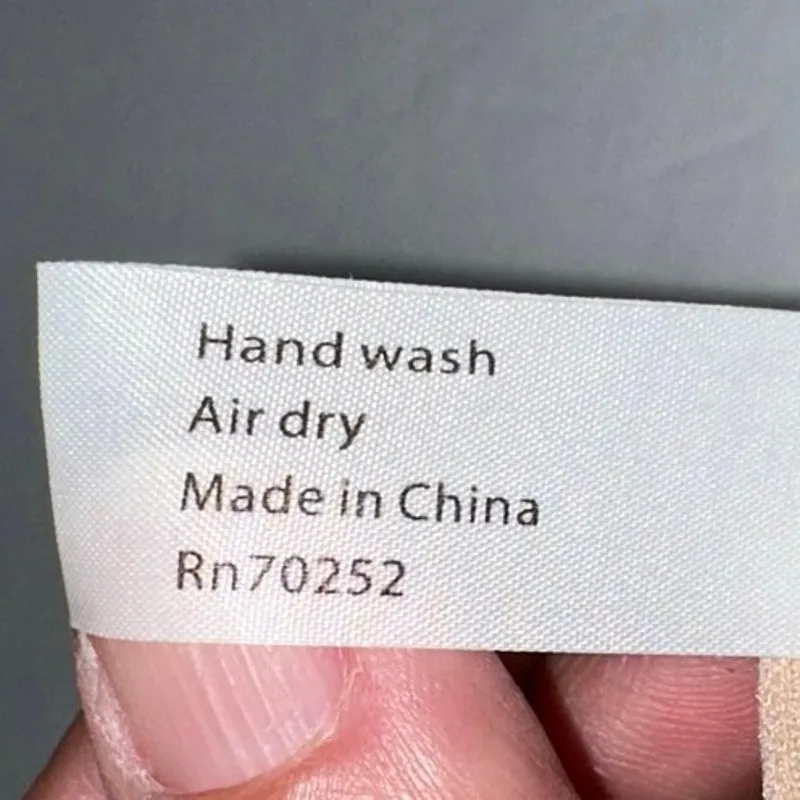 Hand wash
Air dry
Made in China
Rn70252